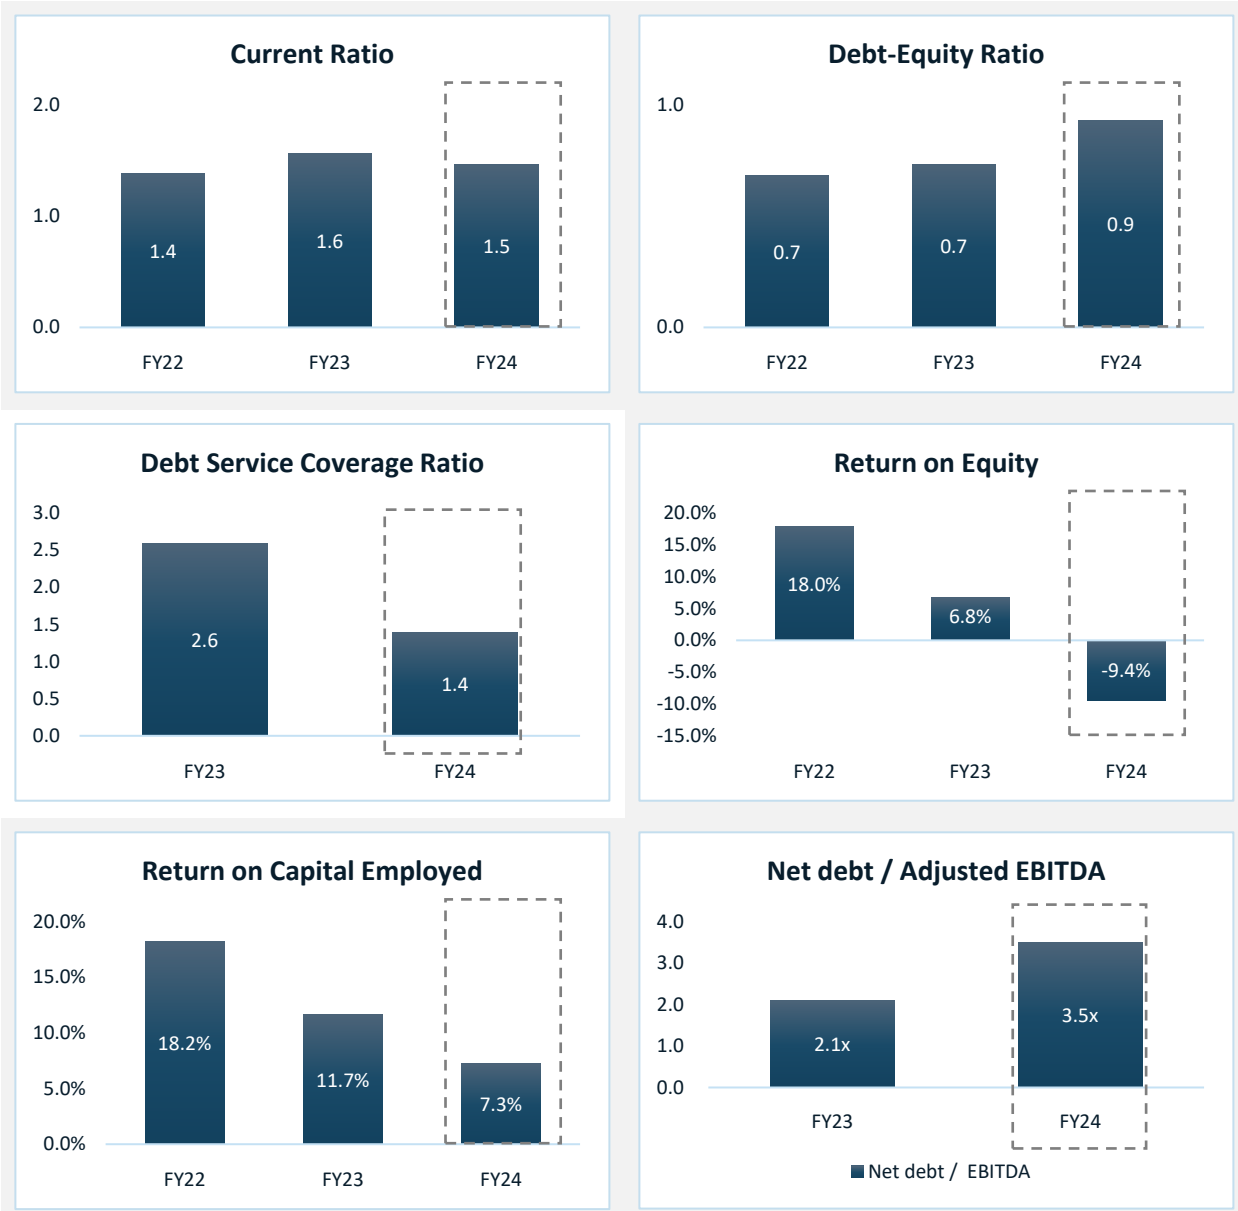 Current Ratio
2.0
1.0
0.0
1.4
1.6
1.5
FY22
FY23
FY24
Debt-Equity Ratio
1.0
0.0
0.7
0.7
0.9
FY22
FY23
FY24
Debt Service Coverage Ratio
3.0
2.5
2.0
1.5
1.0
0.5
0.0
2.6
1.4
FY23
FY24
Return on Equity
20.0%
15.0%
10.0%
5.0%
0.0%
-5.0%
-10.0%
-15.0%
18.0%
6.8%
-9.4%
FY22
FY23
FY24
Return on Capital Employed
20.0%
15.0%
10.0%
5.0%
0.0%
18.2%
11.7%
7.3%
FY22
FY23
FY24
Net debt / Adjusted EBITDA
4.0
3.0
2.0
1.0
0.0
2.1x
3.5x
FY23
FY24
Net debt / EBITDA